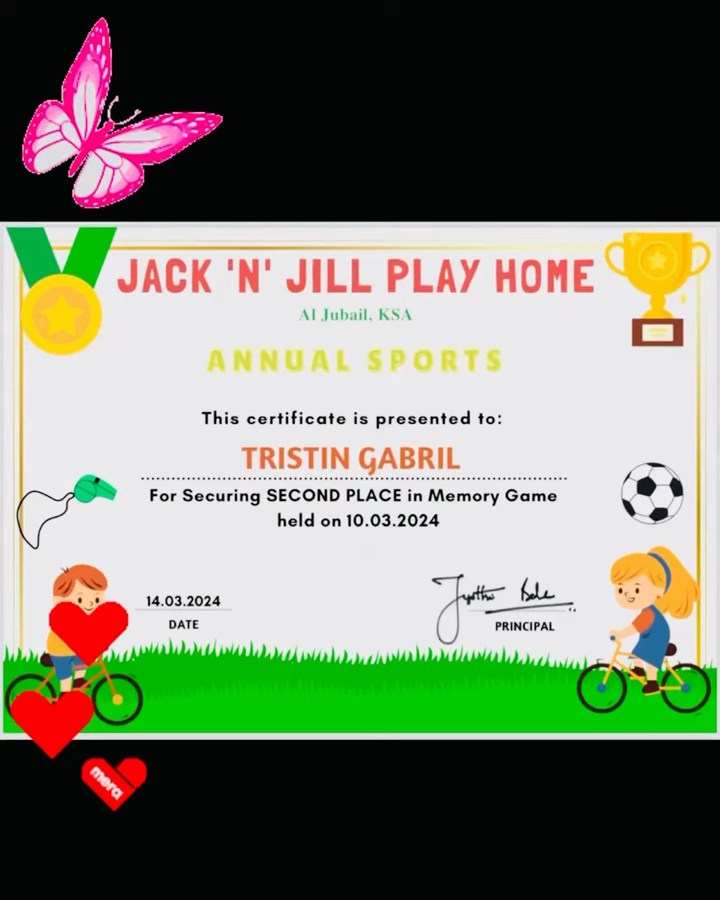 JACK 'N' JILL PLAY HOME
Al Jubail, KSA
ANNUAL SPORTS
This certificate is presented to:
TRISTIN GABRIL
For Securing SECOND PLACE in Memory Game
held on 10.03.2024
14.03.2024
DATE
PRINCIPAL
mera